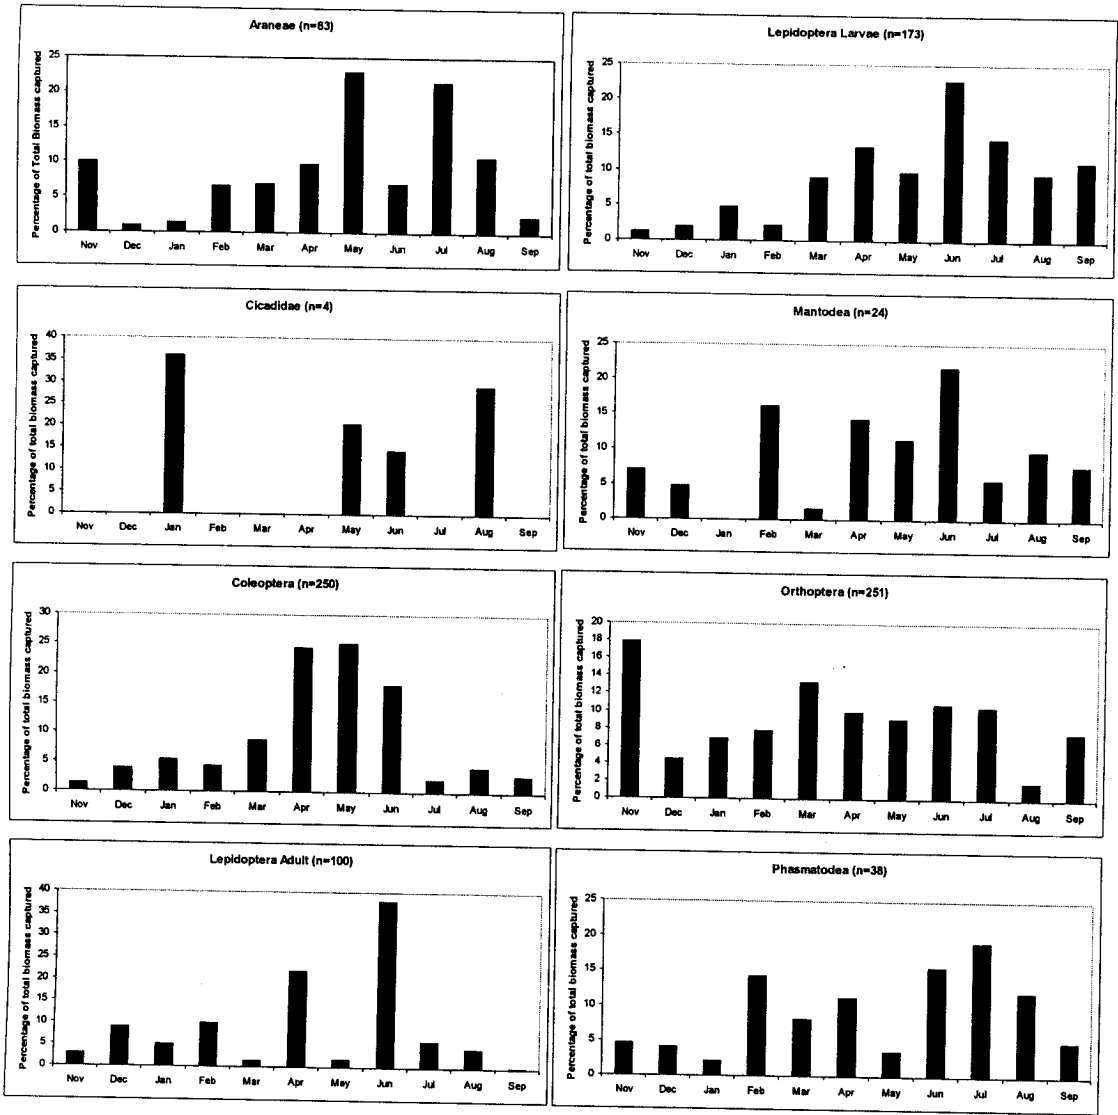 Araneae (n=63)
Percentage of Total Biomass captured
25
20
15
10
5
0
Nov Dec Jan Feb Mar Apr May Jun Jul Aug Sep
Lepidoptera Larvae (n=173)
Percentage of total biomass captured
25
20
15
10
5
0
Nov Dec Jan Feb Mar Apr May Jun Jul Aug Sep
Cicadidae (n=4)
Percentage of total biomass captured
40
35
30
25
20
15
10
5
0
Nov Dec Jan Feb Mar Apr May Jun Jul Aug Sep
Mantodea (n=24)
Percentage of total biomass captured
25
20
15
10
5
0
Nov Dec Jan Feb Mar Apr May Jun Jul Aug Sep
Coleoptera (n=250)
Percentage of total biomass captured
30
25
20
15
10
5
0
Nov Dec Jan Feb Mar Apr May Jun Jul Aug Sep
Orthoptera (n=251)
Percentage of total biomass captured
20
18
16
14
12
10
8
6
4
2
0
Nov Dec Jan Feb Mar Apr May Jun Jul Aug Sep
Lepidoptera Adult (n=100)
Percentage of total biomass captured
40
35
30
25
20
15
10
5
0
Nov Dec Jan Feb Mar Apr May Jun Jul Aug Sep
Phasmatodea (n=38)
Percentage of total biomass captured
25
20
15
10
5
0
Nov Dec Jan Feb Mar Apr May Jun Jul Aug Sep